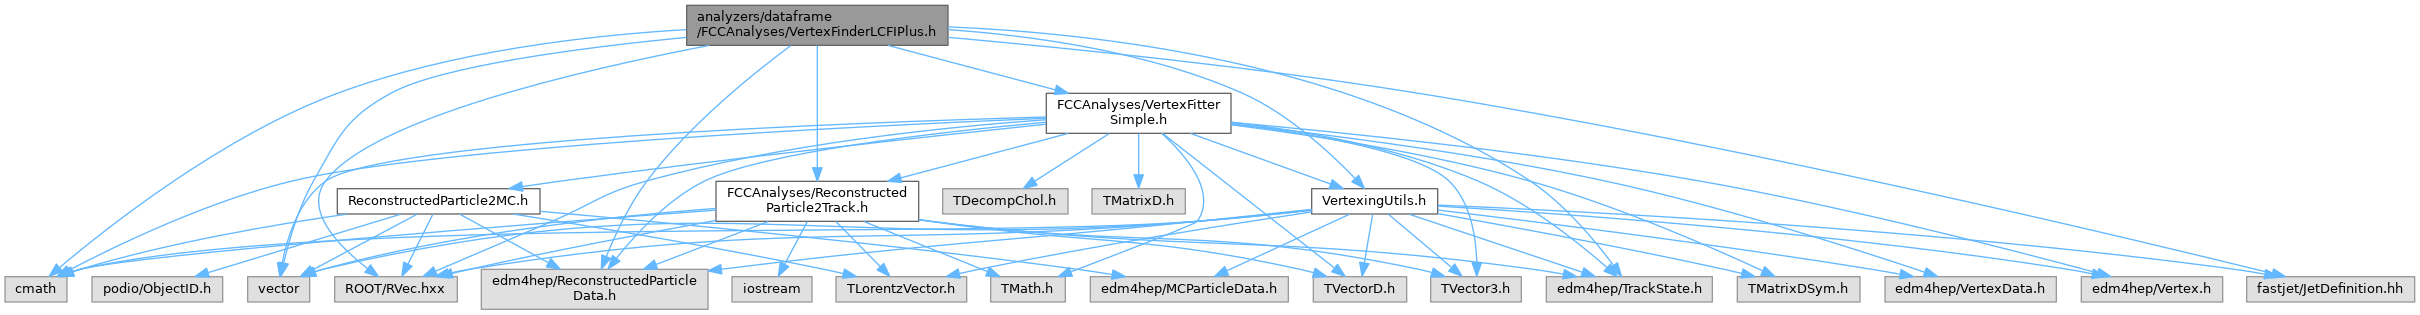 analyzers/dataframe
/FCCAnalyses/VertexFinderLCFIPlus.h
FCCAnalyses/VertexFitter
Simple.h
ReconstructedParticle2MC.h
FCCAnalyses/Reconstructed
Particle2Track.h
TDecompChol.h
TMatrixD.h
VertexingUtils.h
cmath
podio/ObjectID.h
vector
ROOT/RVec.hxx
edm4hep/ReconstructedParticle
Data.h
iostream
TLorentzVector.h
TMath.h
edm4hep/MCParticleData.h
TVectorD.h
TVector3.h
edm4hep/TrackState.h
TMatrixDSym.h
edm4hep/VertexData.h
edm4hep/Vertex.h
fastjet/JetDefinition.hh